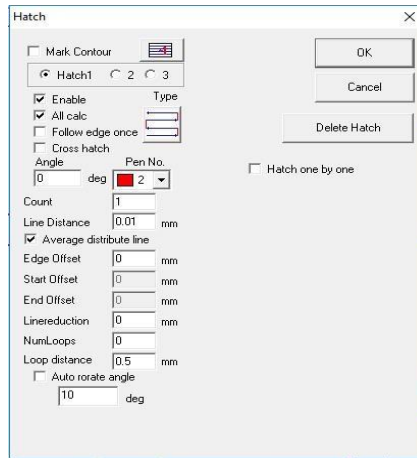 Hatch
Mark Contour
OK
Hatch1 2 3
Cancel
Enable Type
All calc
Follow edge once
Delete Hatch
Cross hatch
Angle Pen No.
Hatch one by one
0 deg 2
Count 1
Line Distance 0.01 mm
Average distribute line
Edge Offset 0 mm
Start Offset 0 mm
End Offset 0 mm
Linereduction 0 mm
NumLoops 0
Loop distance 0.5 mm
Auto rorate angle
10 deg